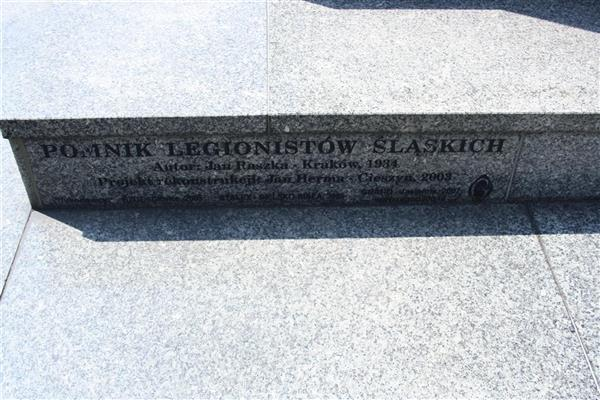 POMNIK LEGIONISTÓW ŚLĄSKICH
Autor: Jan Raszka - Kraków, 1934
Projekt rekonstrukcji: Jan Herma - Cieszyn, 2003